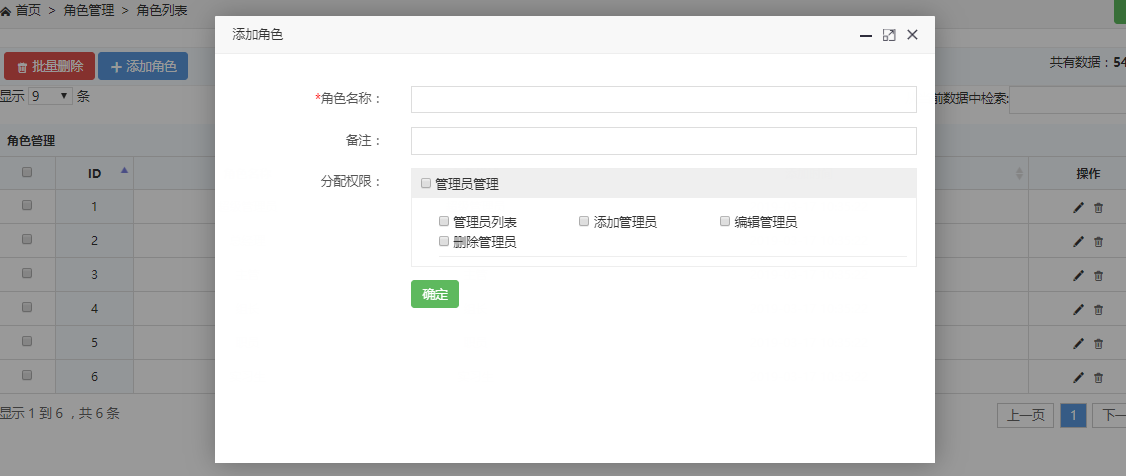 首页 > 角色管理 > 角色列表
批量删除 添加角色
共有数据：54
显示 9 条
前数据中检索:
角色管理
ID
操作
1
2
3
4
5
6
显示 1 到 6 ，共 6 条
上一页 1 下一
添加角色
*角色名称：
备注：
分配权限：
管理员管理
管理员列表 添加管理员 编辑管理员
删除管理员
确定